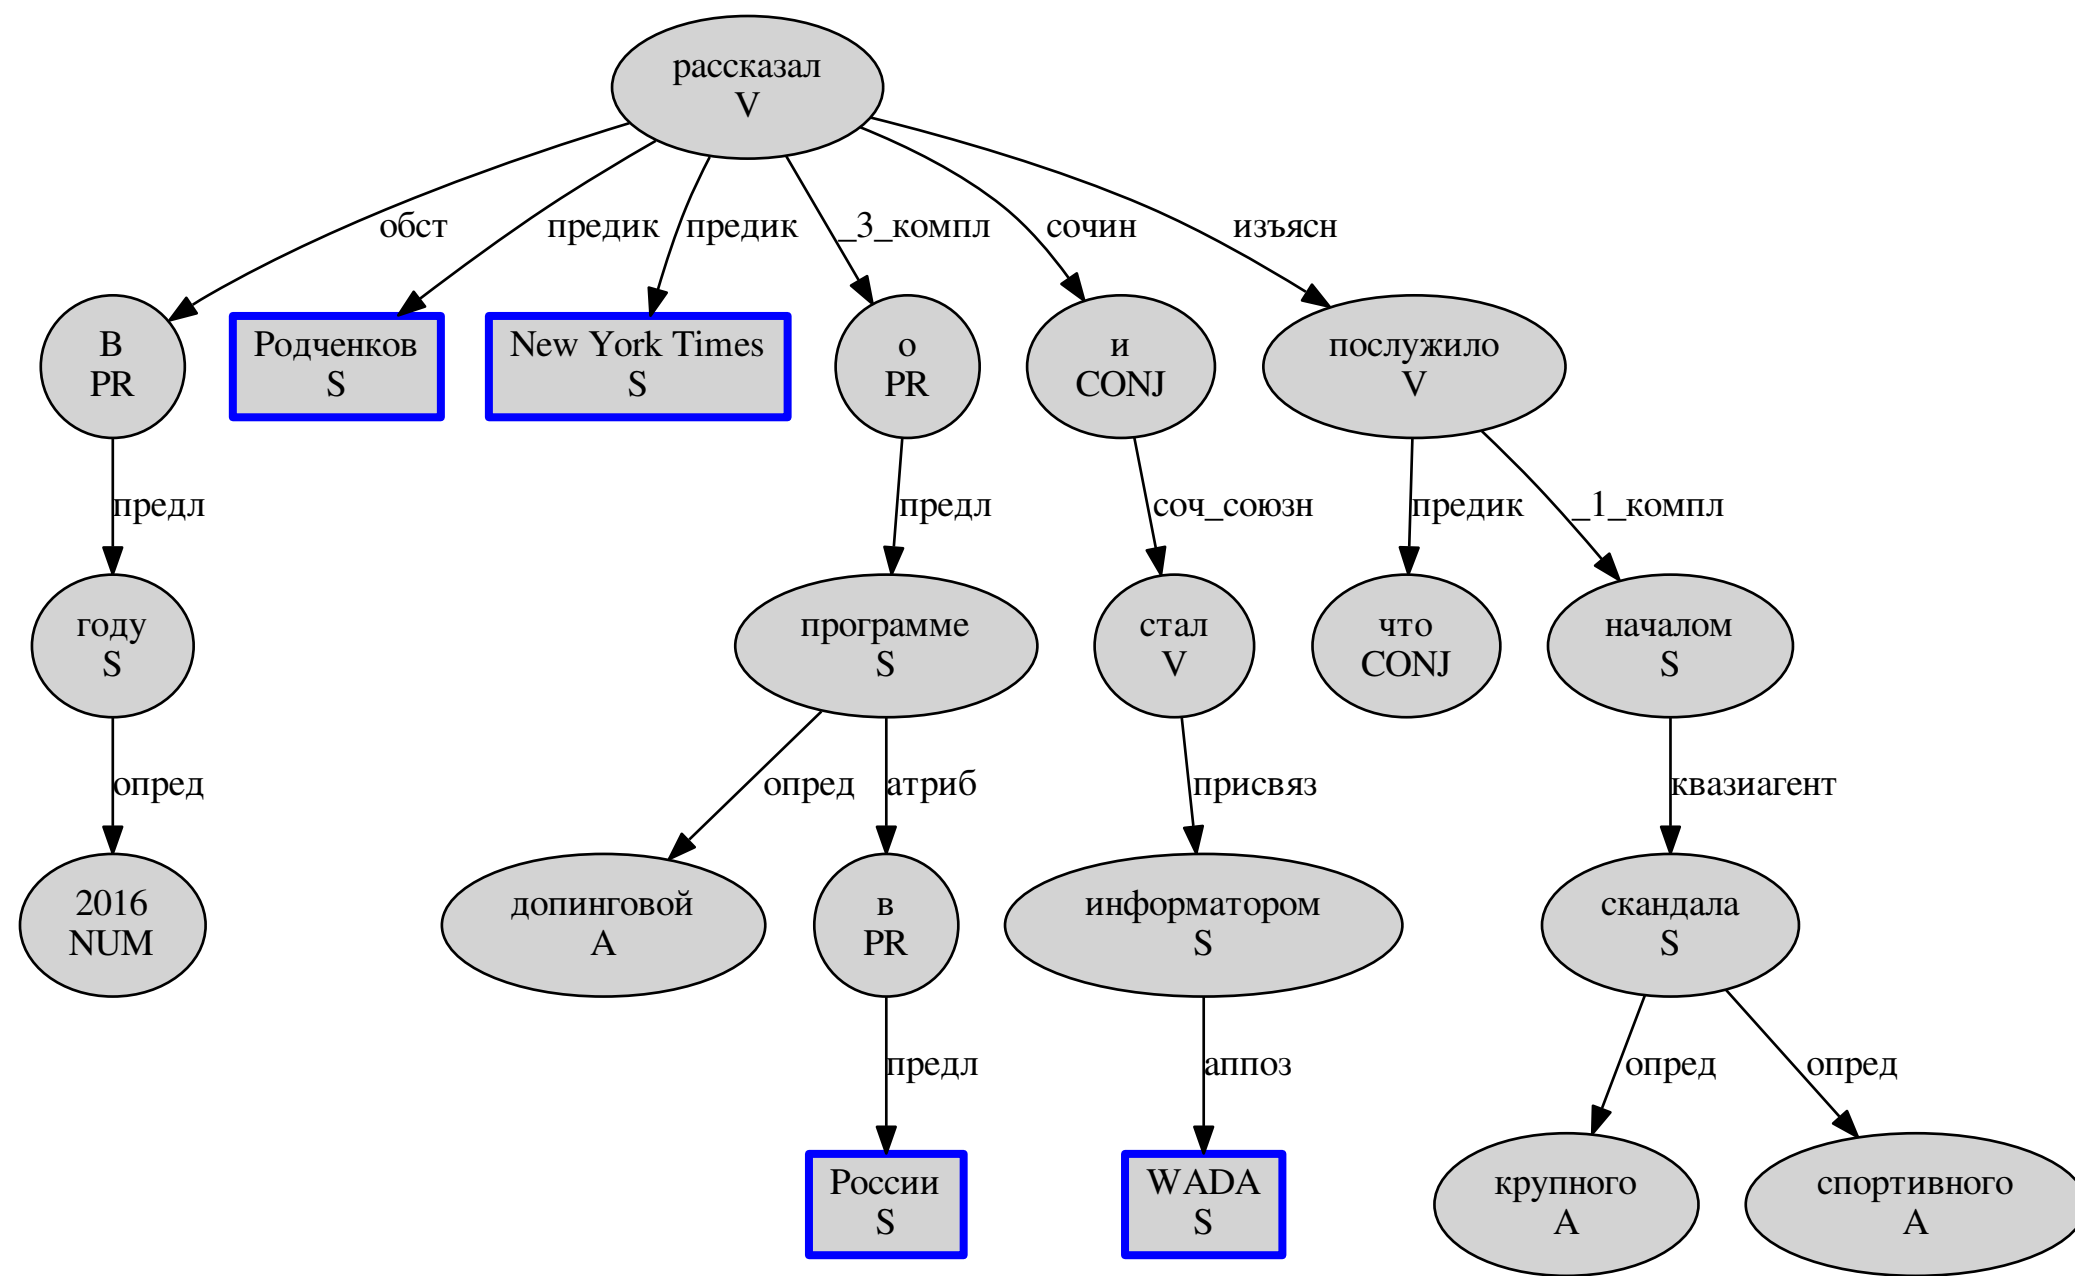 рассказал
V
обст
предик
предик
_3_компл
сочин
изъясн
В
PR
Родченков
S
New York Times
S
о
PR
и
CONJ
послужило
V
предл
предл
соч_союзн
предик
_1_компл
году
S
программе
S
стал
V
что
CONJ
началом
S
опред
опред
атриб
присвяз
квазиагент
2016
NUM
допинговой
A
в
PR
информатором
S
скандала
S
предл
аппоз
опред
опред
России
S
WADA
S
крупного
A
спортивного
A